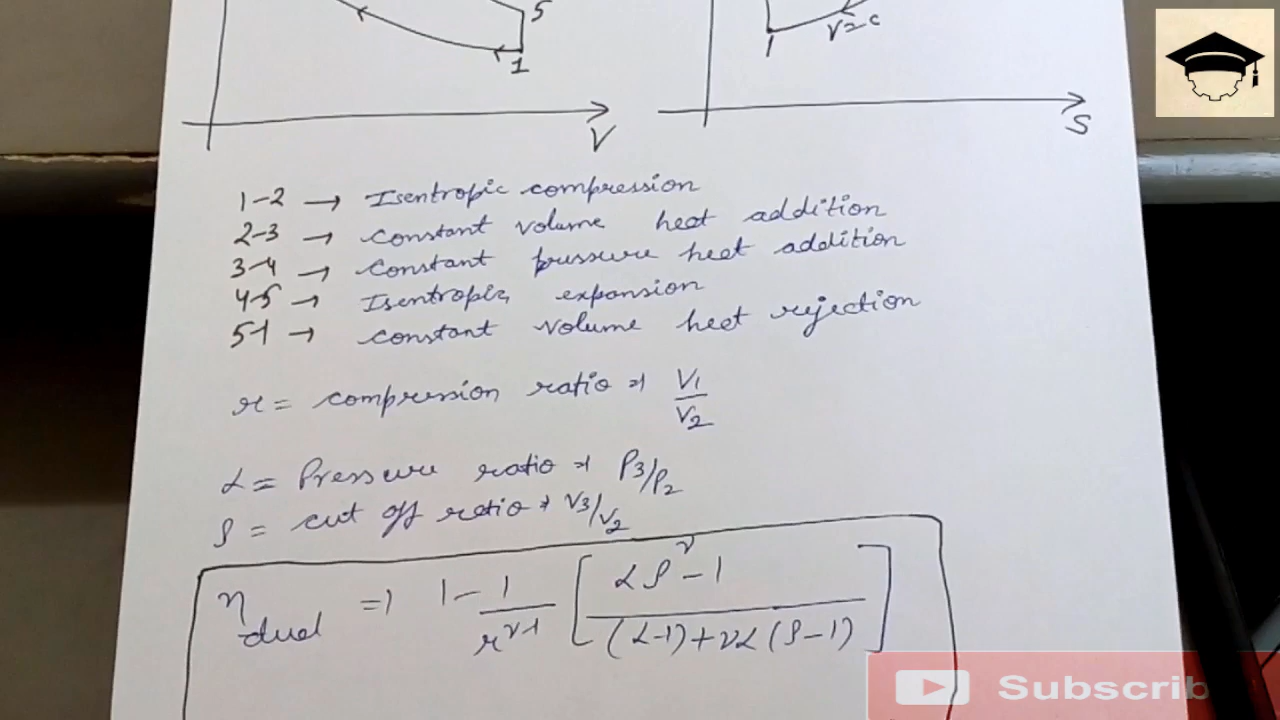 5
1
V
1
V=c
S
1-2 → Isentropic compression
2-3 → constant volume heat addition
3-4 → constant pressure heat addition
4-5 → Isentropic expansion
5-1 → constant volume heat rejection
r = compression ratio ⇒ V1/V2
α = Pressure ratio ⇒ P3/P2
ρ = cut off ratio ⇒ V3/V2
η dual ⇒ 1 - 1/r^γ-1 [ αρ^γ - 1 / (α-1)+γα(ρ-1) ]
Subscrib